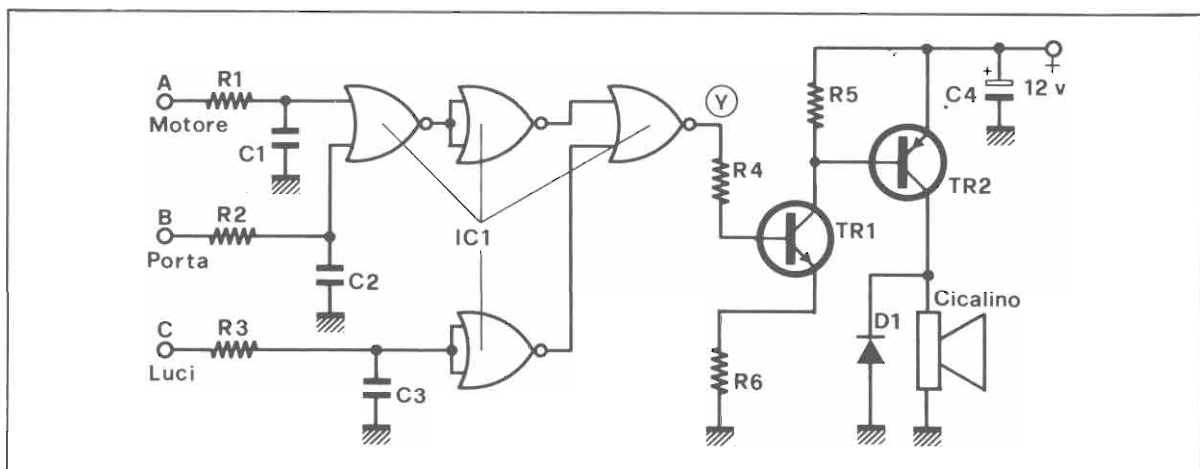 A
R1
Motore
C1
B
R2
Porta
C2
C
R3
Luci
C3
IC1
Y
R4
TR1
R5
R6
TR2
C4
+
12 v
D1
Cicalino